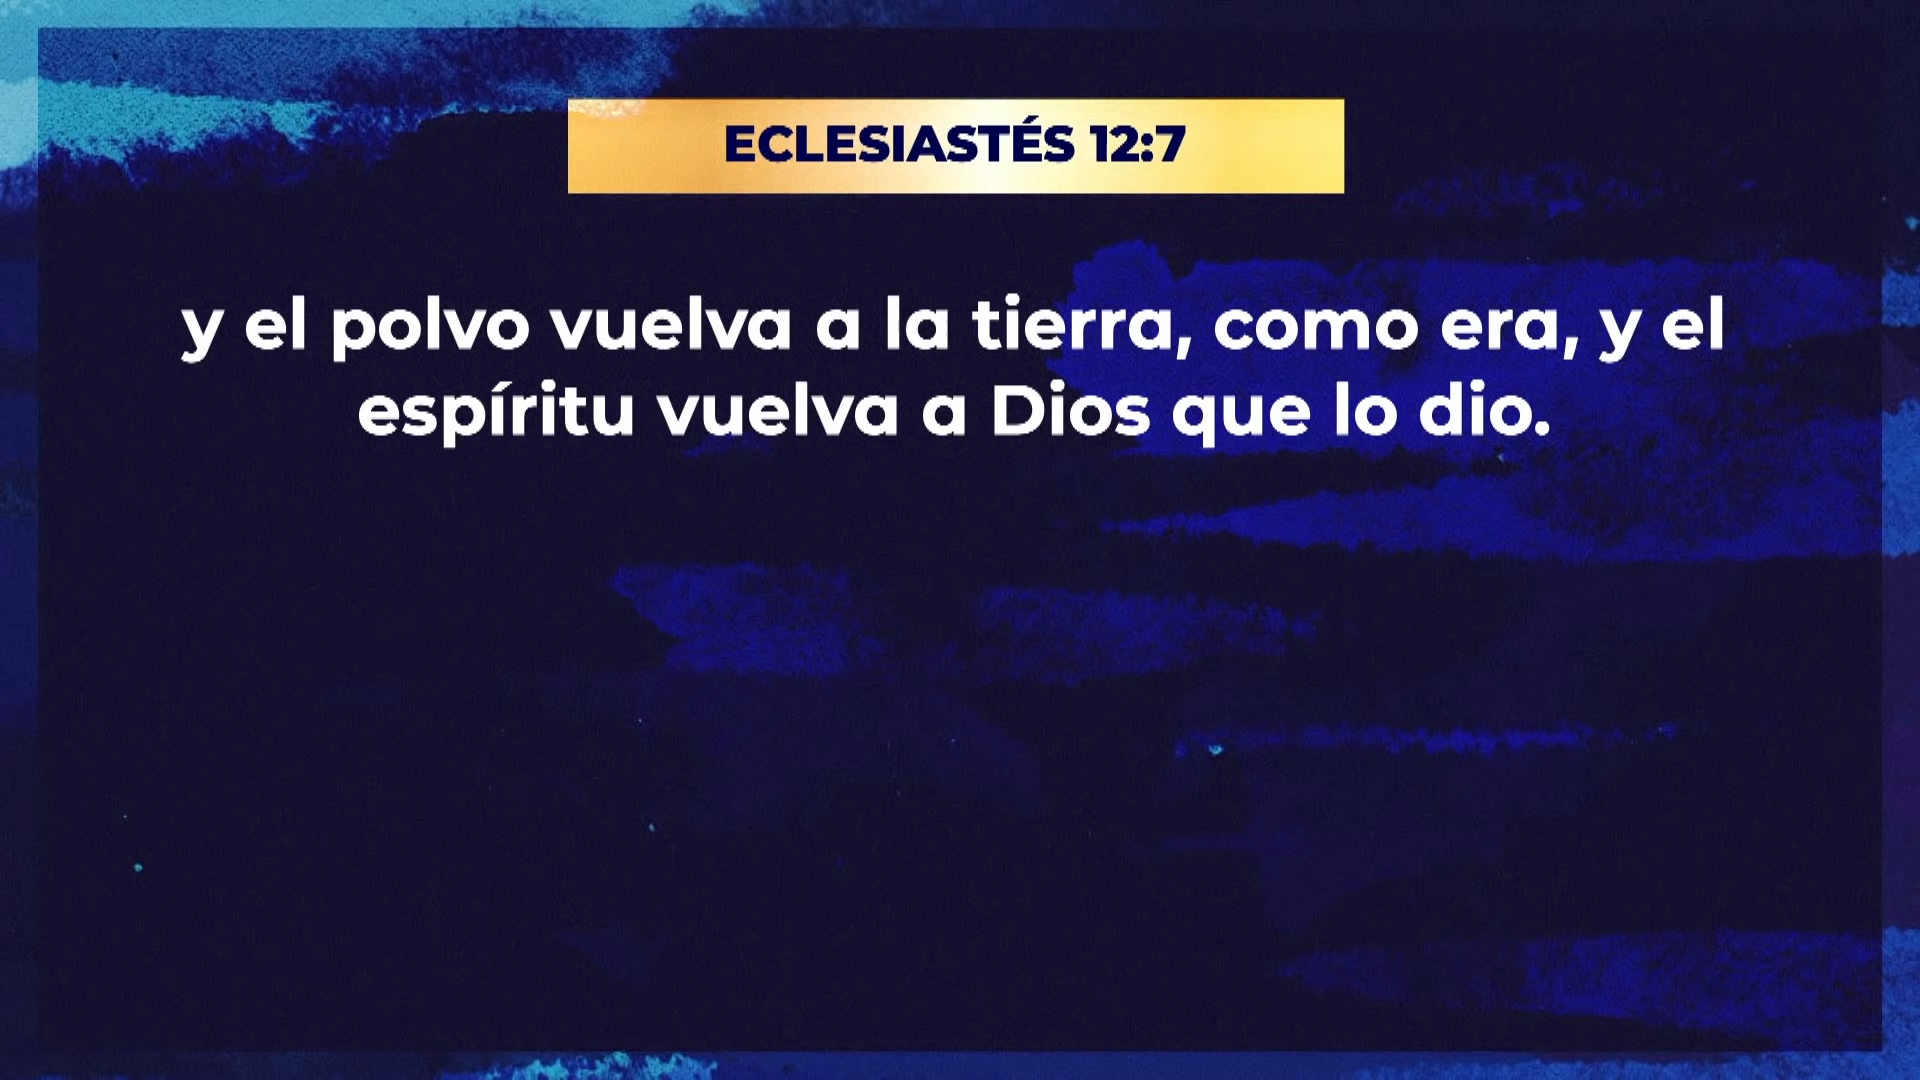 ECLESIASTÉS 12:7
y el polvo vuelva a la tierra, como era, y el
espíritu vuelva a Dios que lo dio.